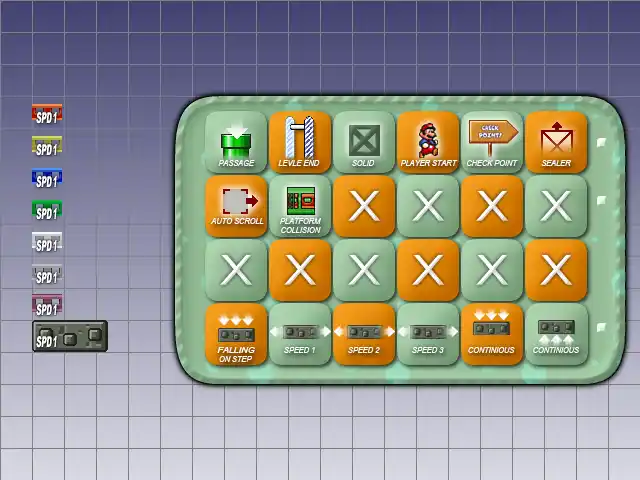 SPD1
SPD1
SPD1
SPD1
SPD1
SPD1
SPD1
SPD1
PASSAGE
LEVLE END
SOLID
PLAYER START
CHECK POINT!
CHECK POINT
SEALER
AUTO SCROLL
PLATFORM
COLLISION
X X X X
X X X X X X
FALLING
ON STEP
SPEED 1
SPEED 2
SPEED 3
CONTINIOUS
CONTINIOUS